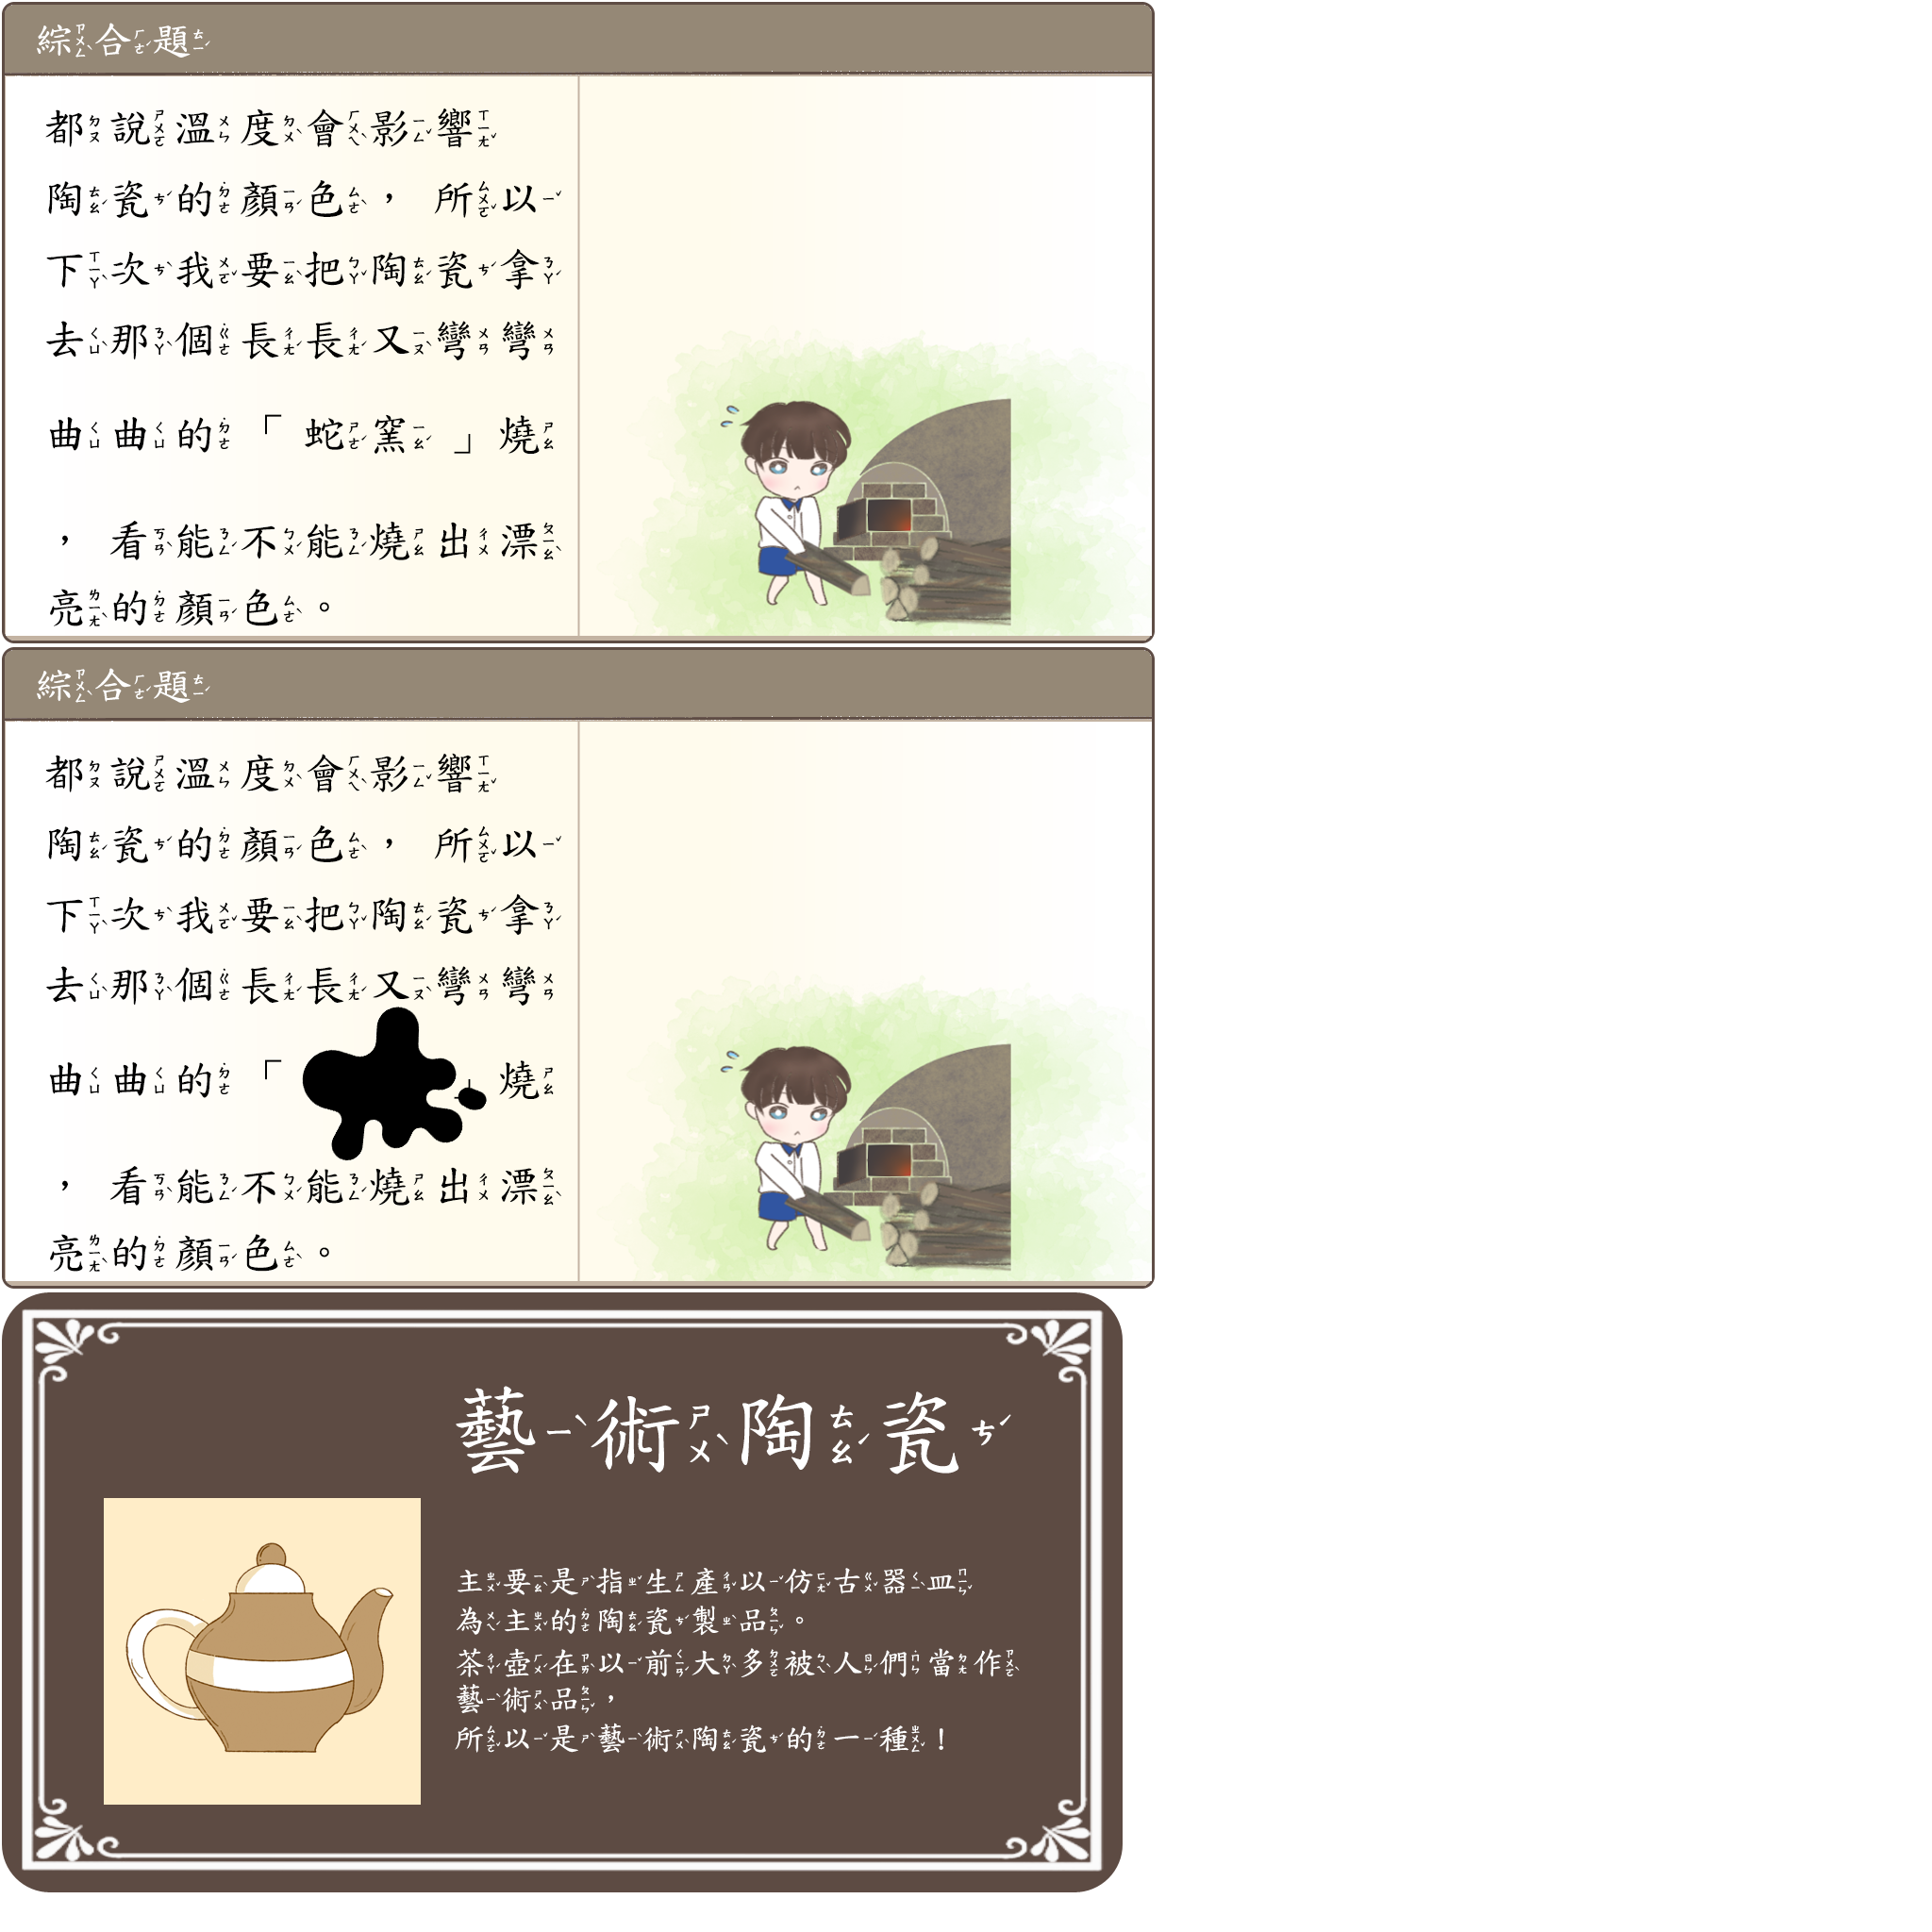 綜合題
都說溫度會影響
陶瓷的顏色，所以
下次我要把陶瓷拿
去那個長長又彎彎
曲曲的「蛇窯」燒
，看能不能燒出漂
亮的顏色。
綜合題
都說溫度會影響
陶瓷的顏色，所以
下次我要把陶瓷拿
去那個長長又彎彎
曲曲的「」燒
，看能不能燒出漂
亮的顏色。
藝術陶瓷
主要是指生產以仿古器皿
為主的陶瓷製品。
茶壺在以前大多被人們當作
藝術品，
所以是藝術陶瓷的一種！